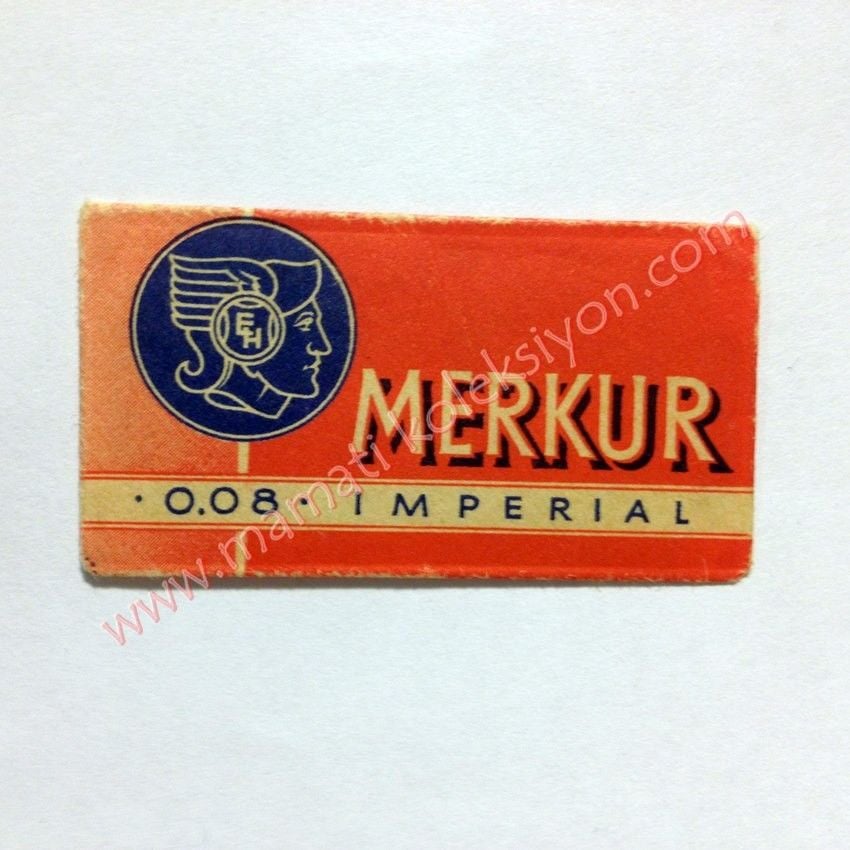 EH
MERKUR
· 0.08 · IMPERIAL
www.mamatikoleksiyon.com